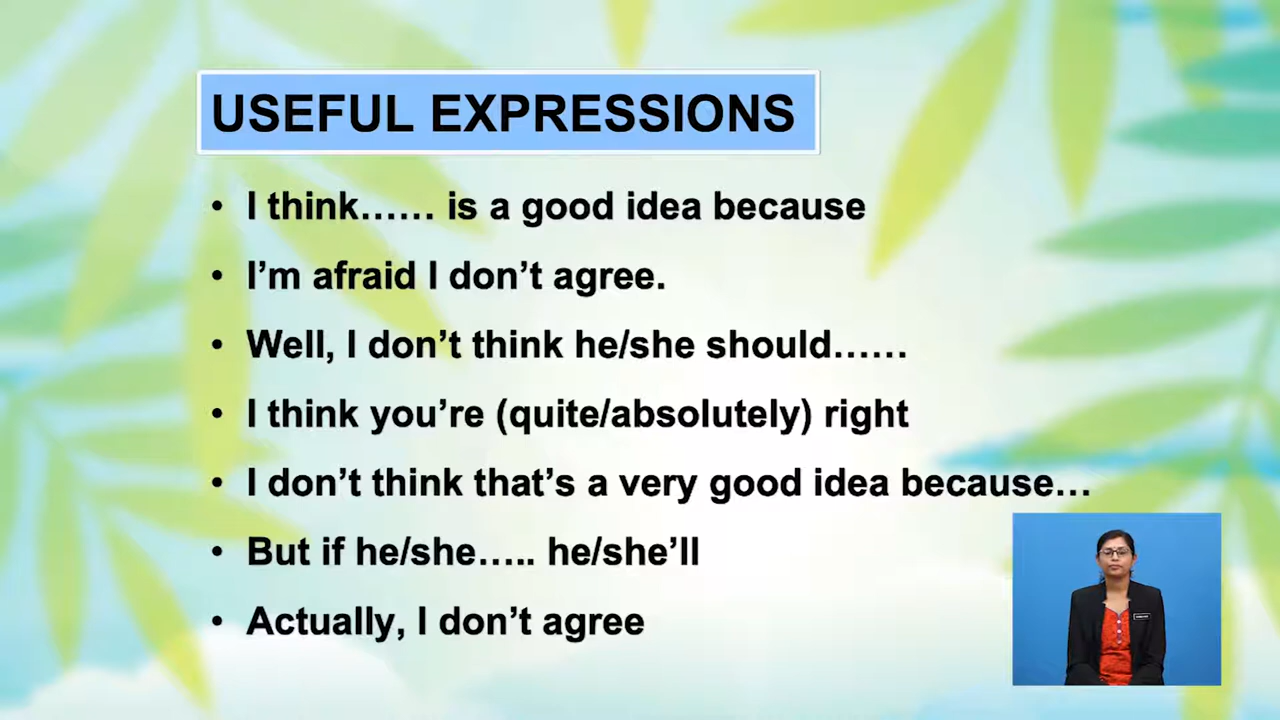 USEFUL EXPRESSIONS
• I think…… is a good idea because
• I’m afraid I don’t agree.
• Well, I don’t think he/she should……
• I think you’re (quite/absolutely) right
• I don’t think that’s a very good idea because…
• But if he/she….. he/she’ll
• Actually, I don’t agree